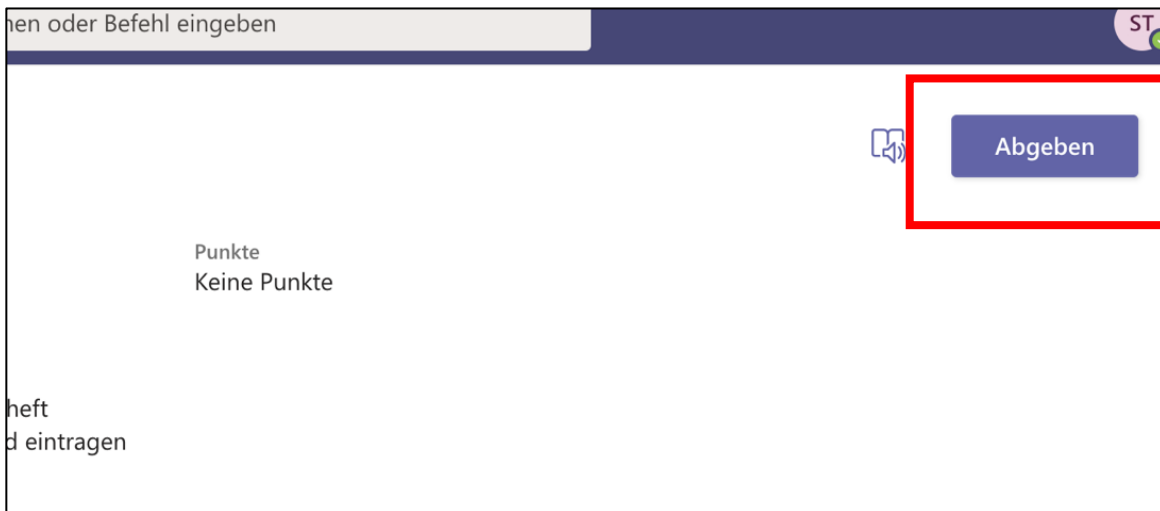 hen oder Befehl eingeben
ST
Abgeben
Punkte
Keine Punkte
heft
d eintragen